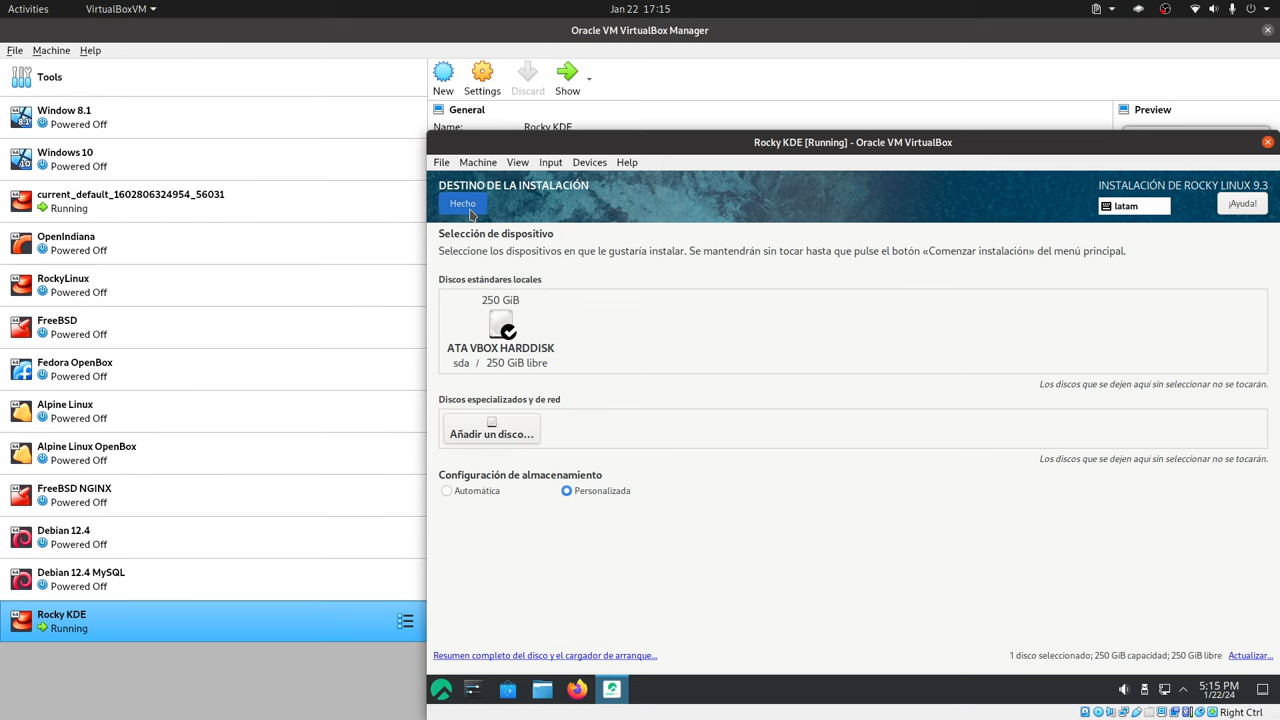 Activities
VirtualBoxVM
Jan 22 17:15
Oracle VM VirtualBox Manager
File Machine Help
Tools
New
Settings
Discard
Show
Window 8.1
Powered Off
Windows 10
Powered Off
current_default_1602806324954_56031
Running
OpenIndiana
Powered Off
RockyLinux
Powered Off
FreeBSD
Powered Off
Fedora OpenBox
Powered Off
Alpine Linux
Powered Off
Alpine Linux OpenBox
Powered Off
FreeBSD NGINX
Powered Off
Debian 12.4
Powered Off
Debian 12.4 MySQL
Powered Off
Rocky KDE
Running
General
Preview
Name: Rocky KDE
Rocky KDE [Running] - Oracle VM VirtualBox
File Machine View Input Devices Help
DESTINO DE LA INSTALACIÓN
INSTALACIÓN DE ROCKY LINUX 9.3
Hecho
latam
¡Ayuda!
Selección de dispositivo
Seleccione los dispositivos en que le gustaría instalar. Se mantendrán sin tocar hasta que pulse el botón «Comenzar instalación» del menú principal.
Discos estándares locales
250 GiB
ATA VBOX HARDDISK
sda / 250 GiB libre
Los discos que se dejen aquí sin seleccionar no se tocarán.
Discos especializados y de red
Añadir un disco...
Los discos que se dejen aquí sin seleccionar no se tocarán.
Configuración de almacenamiento
Automática
Personalizada
Resumen completo del disco y el cargador de arranque...
1 disco seleccionado; 250 GiB capacidad; 250 GiB libre Actualizar...
5:15 PM
1/22/24
Right Ctrl